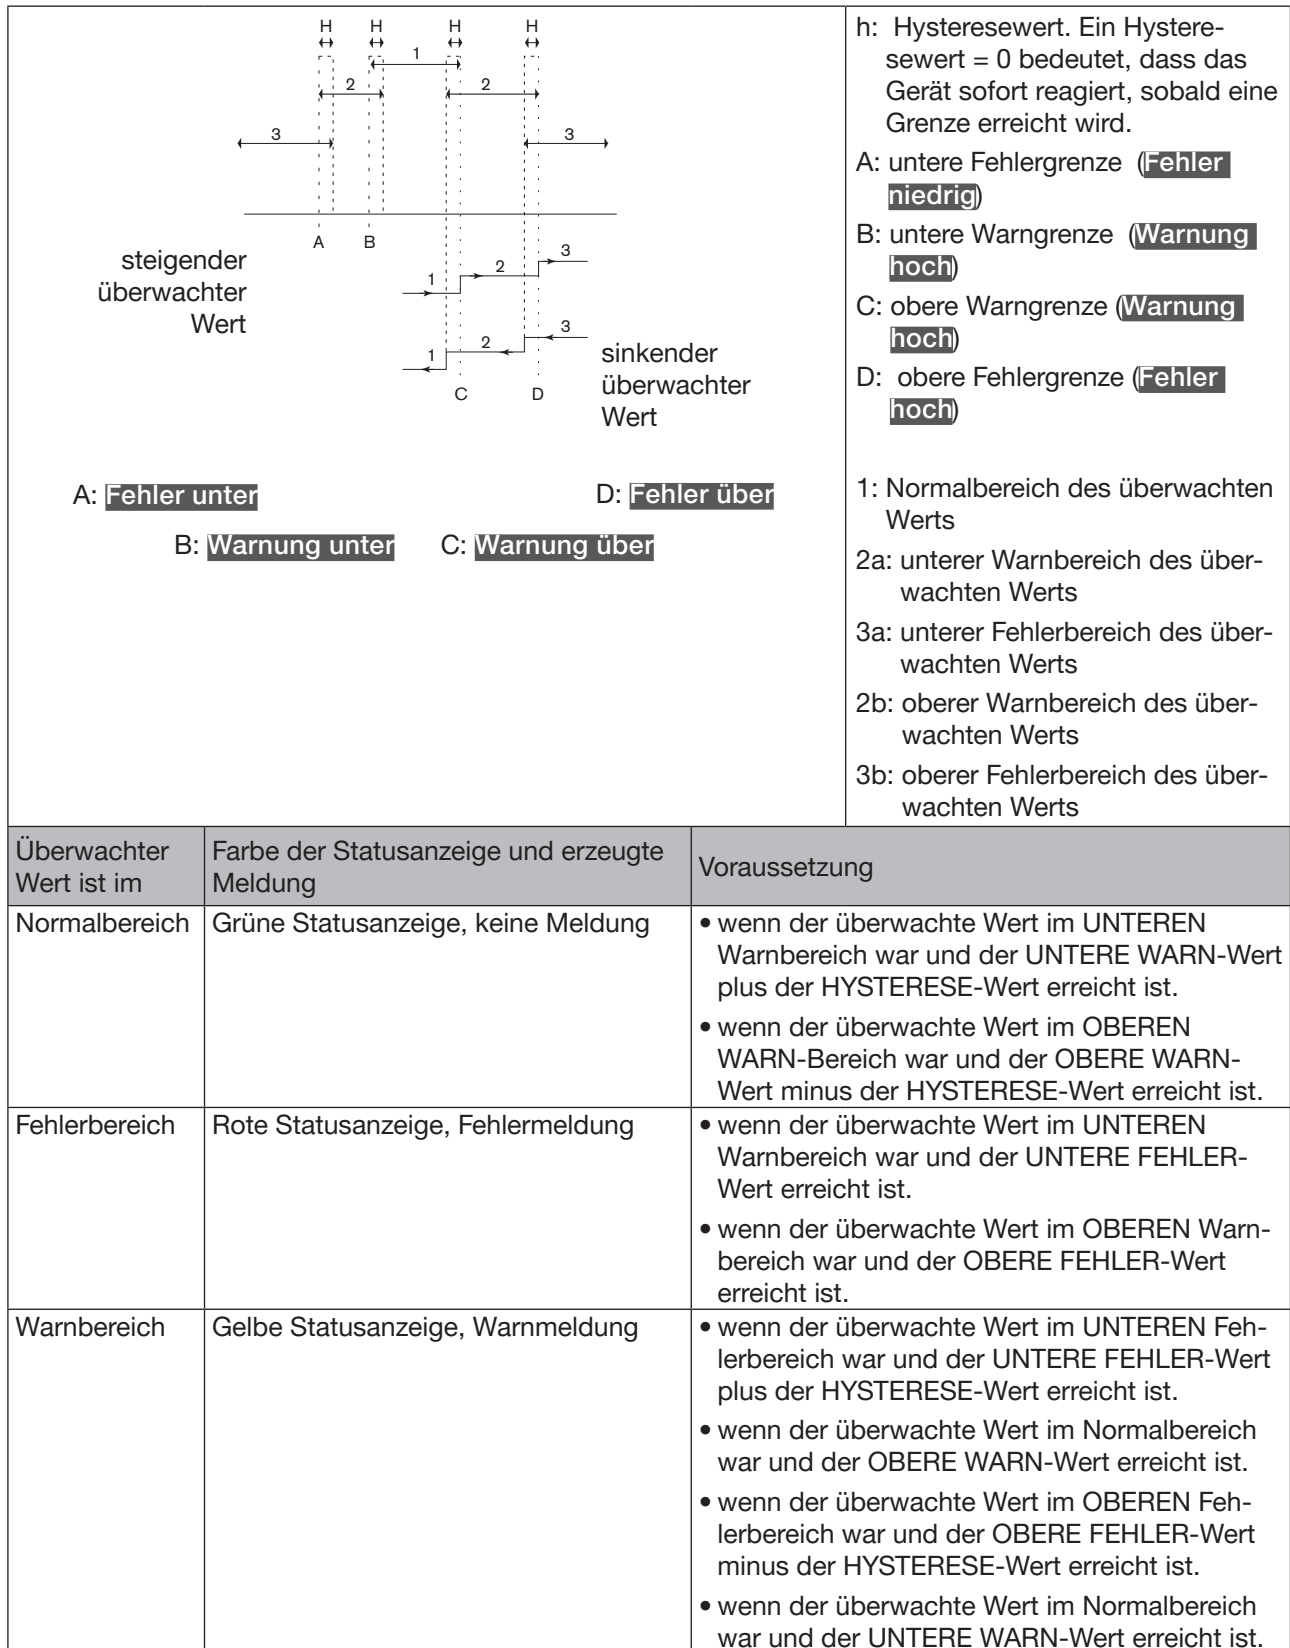 H H H H
1
2 2
3 3
A B
steigender
überwachter
Wert
1 2 3
1 2 3
sinkender
überwachter
Wert
C D
A: Fehler unter D: Fehler über
B: Warnung unter C: Warnung über
h: Hysteresewert. Ein Hystere-
sewert = 0 bedeutet, dass das
Gerät sofort reagiert, sobald eine
Grenze erreicht wird.
A: untere Fehlergrenze (Fehler
niedrig)
B: untere Warngrenze (Warnung
hoch)
C: obere Warngrenze (Warnung
hoch)
D: obere Fehlergrenze (Fehler
hoch)
1: Normalbereich des überwachten
Werts
2a: unterer Warnbereich des über-
wachten Werts
3a: unterer Fehlerbereich des über-
wachten Werts
2b: oberer Warnbereich des über-
wachten Werts
3b: oberer Fehlerbereich des über-
wachten Werts
Überwachter
Wert ist im
Farbe der Statusanzeige und erzeugte
Meldung
Voraussetzung
Normalbereich
Grüne Statusanzeige, keine Meldung
• wenn der überwachte Wert im UNTEREN
Warnbereich war und der UNTERE WARN-Wert
plus der HYSTERESE-Wert erreicht ist.
• wenn der überwachte Wert im OBEREN
WARN-Bereich war und der OBERE WARN-
Wert minus der HYSTERESE-Wert erreicht ist.
Fehlerbereich
Rote Statusanzeige, Fehlermeldung
• wenn der überwachte Wert im UNTEREN
Warnbereich war und der UNTERE FEHLER-
Wert erreicht ist.
• wenn der überwachte Wert im OBEREN Warn-
bereich war und der OBERE FEHLER-Wert
erreicht ist.
Warnbereich
Gelbe Statusanzeige, Warnmeldung
• wenn der überwachte Wert im UNTEREN Feh-
lerbereich war und der UNTERE FEHLER-Wert
plus der HYSTERESE-Wert erreicht ist.
• wenn der überwachte Wert im Normalbereich
war und der OBERE WARN-Wert erreicht ist.
• wenn der überwachte Wert im OBEREN Feh-
lerbereich war und der OBERE FEHLER-Wert
minus der HYSTERESE-Wert erreicht ist.
• wenn der überwachte Wert im Normalbereich
war und der UNTERE WARN-Wert erreicht ist.